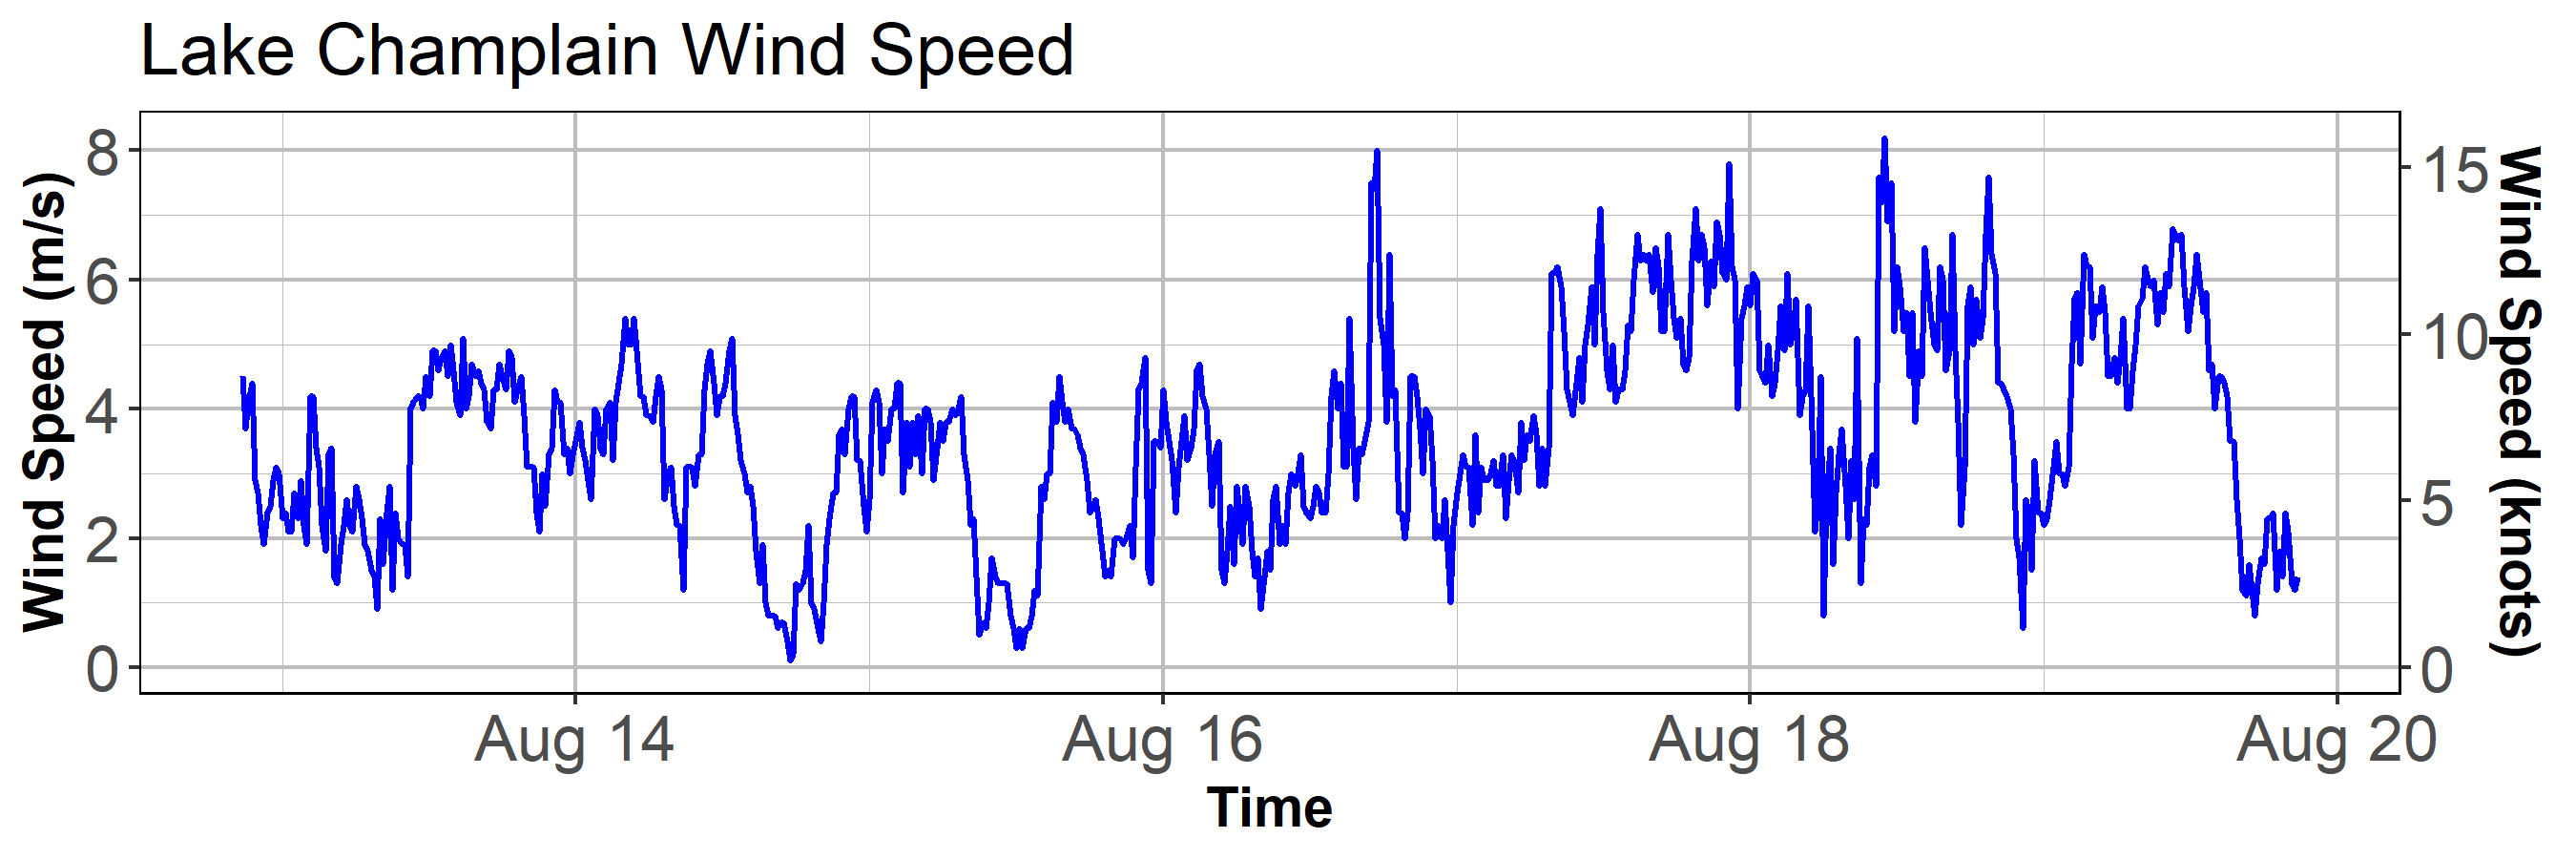 Lake Champlain Wind Speed
Wind Speed (m/s)
8
6
4
2
0
15
10
5
0
Wind Speed (knots)
Aug 14
Aug 16
Aug 18
Aug 20
Time